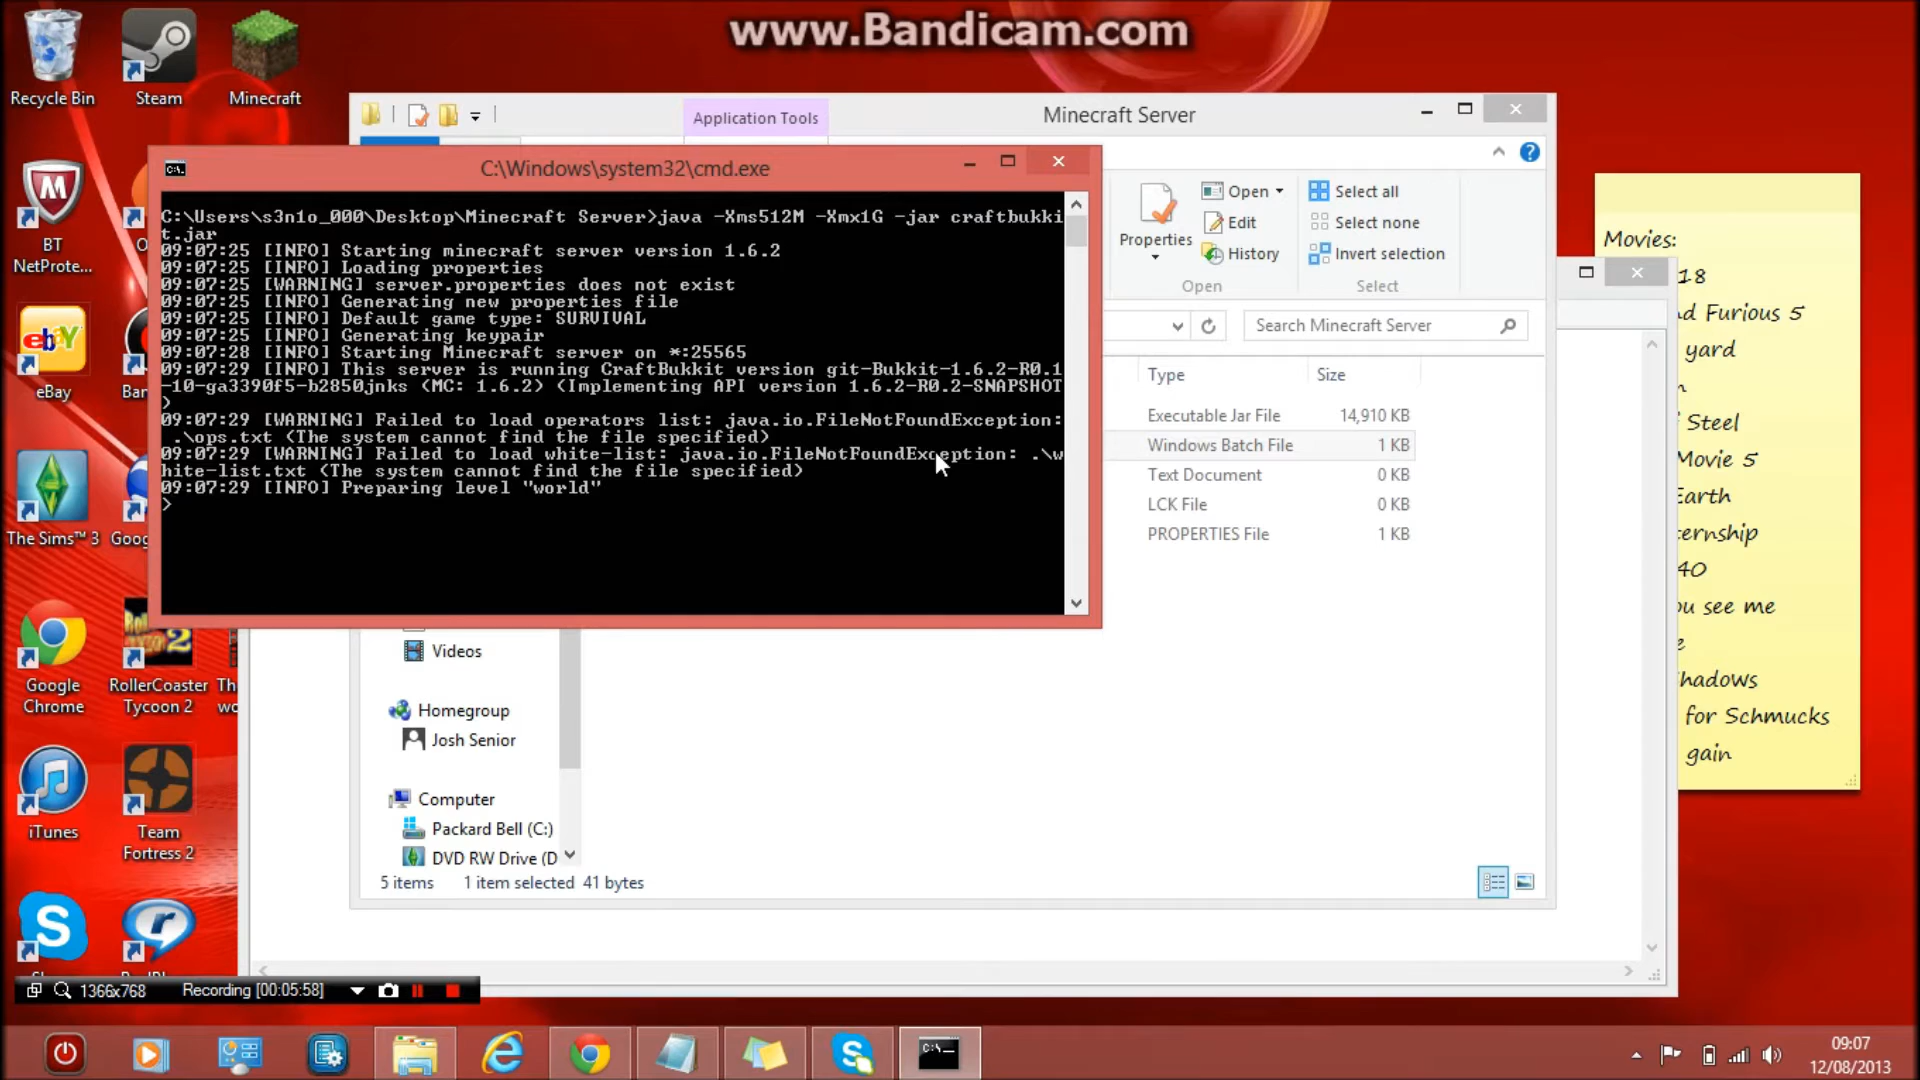 www.Bandicam.com
Recycle Bin
Steam
Minecraft
BT
NetProte...
eBay
Ban
The Sims™ 3
Goog
Google
Chrome
RollerCoaster
Tycoon 2
Th
wo
iTunes
Team
Fortress 2
Application Tools
Minecraft Server
C:\Windows\system32\cmd.exe
C:\Users\s3n1o_000\Desktop\Minecraft Server>java -Xms512M -Xmx1G -jar craftbukki
t.jar
09:07:25 [INFO] Starting minecraft server version 1.6.2
09:07:25 [INFO] Loading properties
09:07:25 [WARNING] server.properties does not exist
09:07:25 [INFO] Generating new properties file
09:07:25 [INFO] Default game type: SURVIVAL
09:07:25 [INFO] Generating keypair
09:07:28 [INFO] Starting Minecraft server on *:25565
09:07:29 [INFO] This server is running CraftBukkit version git-Bukkit-1.6.2-R0.1
-10-ga3390f5-b2850jnks (MC: 1.6.2) (Implementing API version 1.6.2-R0.2-SNAPSHOT
)
09:07:29 [WARNING] Failed to load operators list: java.io.FileNotFoundException:
.\ops.txt (The system cannot find the file specified)
09:07:29 [WARNING] Failed to load white-list: java.io.FileNotFoundException: .\w
hite-list.txt (The system cannot find the file specified)
09:07:29 [INFO] Preparing level "world"
>
Properties
Open
Edit
History
Open
Select all
Select none
Invert selection
Select
Search Minecraft Server
Type Size
Executable Jar File 14,910 KB
Windows Batch File 1 KB
Text Document 0 KB
LCK File 0 KB
PROPERTIES File 1 KB
Videos
Homegroup
Josh Senior
Computer
Packard Bell (C:)
DVD RW Drive (D
5 items 1 item selected 41 bytes
Movies:
18
d Furious 5
yard
n
f Steel
Movie 5
Earth
ternship
40
ou see me
e
hadows
for Schmucks
gain
1366x768 Recording [00:05:58]
09:07
12/08/2013